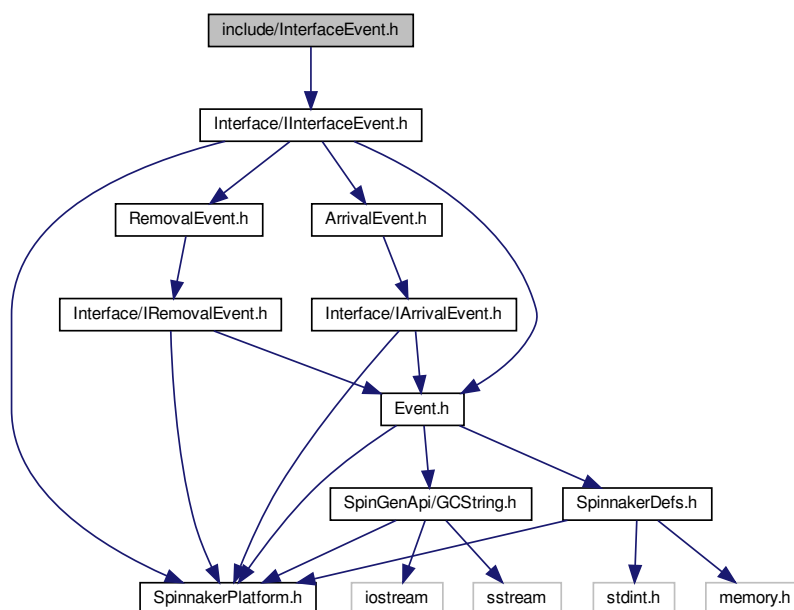 include/InterfaceEvent.h
Interface/IInterfaceEvent.h
RemovalEvent.h
ArrivalEvent.h
Interface/IRemovalEvent.h
Interface/IArrivalEvent.h
Event.h
SpinGenApi/GCString.h
SpinnakerDefs.h
SpinnakerPlatform.h
iostream
sstream
stdint.h
memory.h